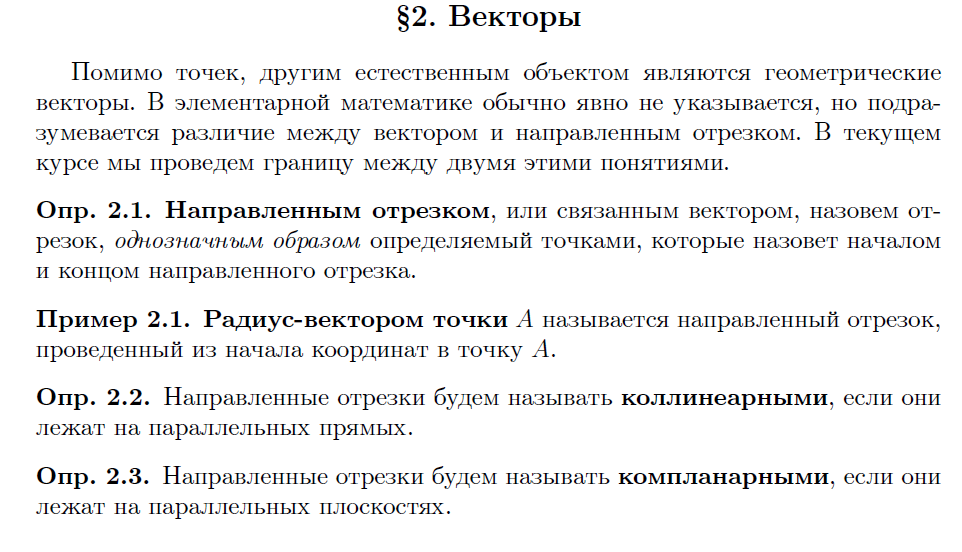 §2. Векторы
Помимо точек, другим естественным объектом являются геометрические
векторы. В элементарной математике обычно явно не указывается, но подра-
зумевается различие между вектором и направленным отрезком. В текущем
курсе мы проведем границу между двумя этими понятиями.
Опр. 2.1. Направленным отрезком, или связанным вектором, назовем от-
резок, однозначным образом определяемый точками, которые назовет началом
и концом направленного отрезка.
Пример 2.1. Радиус-вектором точки A называется направленный отрезок,
проведенный из начала координат в точку A.
Опр. 2.2. Направленные отрезки будем называть коллинеарными, если они
лежат на параллельных прямых.
Опр. 2.3. Направленные отрезки будем называть компланарными, если они
лежат на параллельных плоскостях.